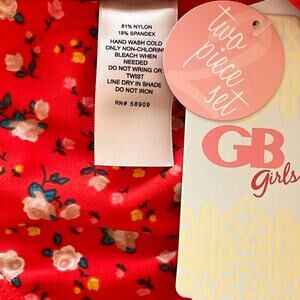 81% NYLON
19% SPANDEX
HAND WASH COLD
ONLY NON-CHLORINE
BLEACH WHEN
NEEDED
DO NOT WRING OR
TWIST
LINE DRY IN SHADE
DO NOT IRON
RN# 58909
two
piece
set
GB
girls